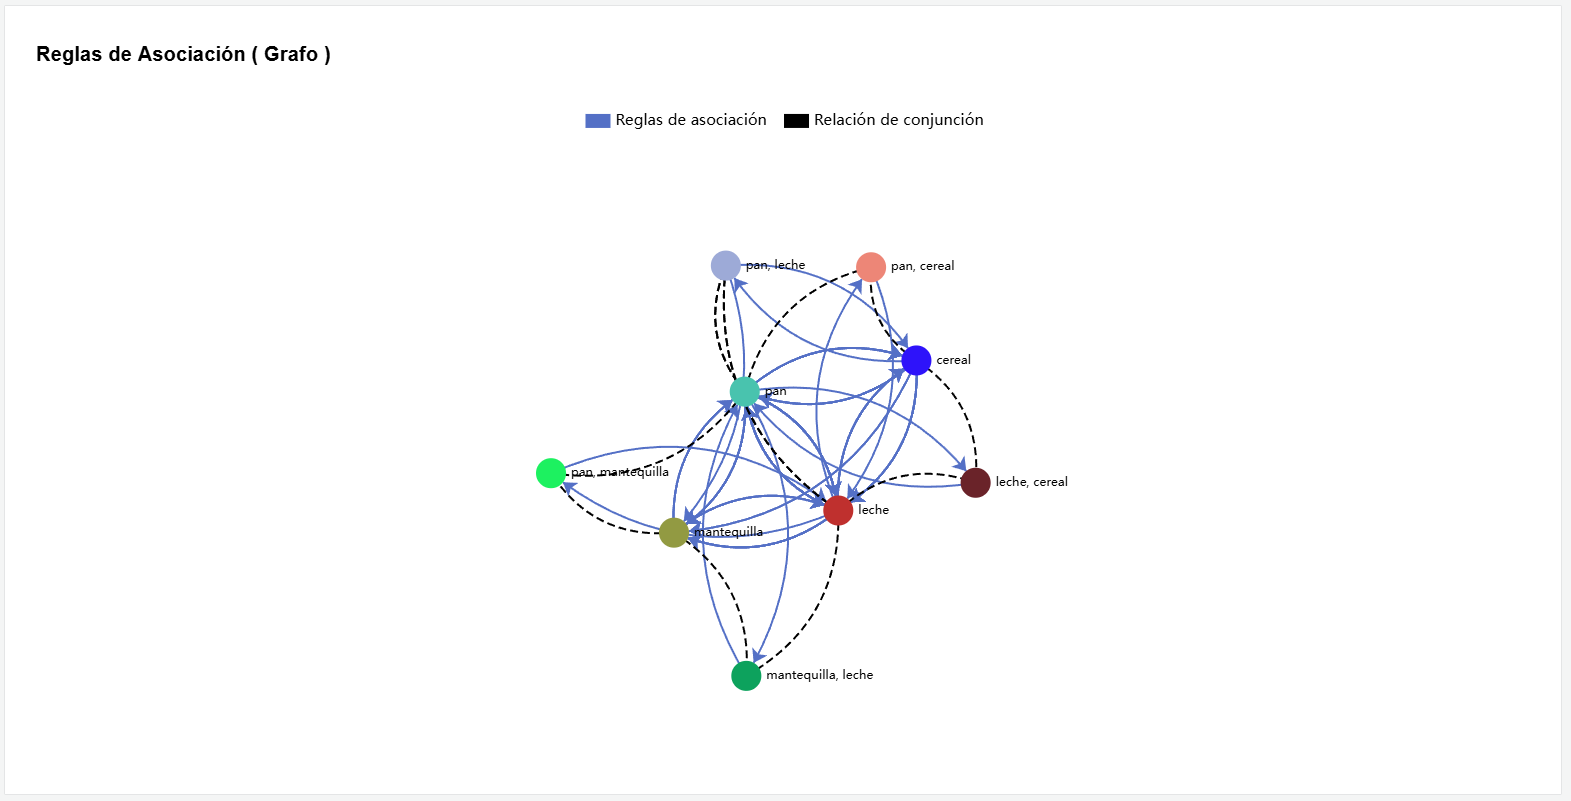 Reglas de Asociación ( Grafo )
Reglas de asociación
Relación de conjunción
pan, leche
pan, cereal
cereal
pan
pan, mantequilla
leche, cereal
leche
mantequilla
mantequilla, leche